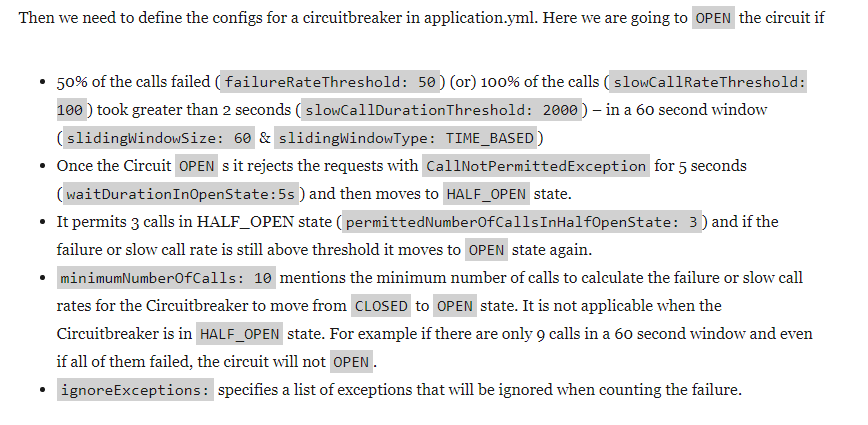 Then we need to define the configs for a circuitbreaker in application.yml. Here we are going to OPEN the circuit if
• 50% of the calls failed ( failureRateThreshold: 50 ) (or) 100% of the calls ( slowCallRateThreshold:
100 ) took greater than 2 seconds ( slowCallDurationThreshold: 2000 ) – in a 60 second window
( slidingWindowSize: 60 & slidingWindowType: TIME_BASED )
• Once the Circuit OPEN s it rejects the requests with CallNotPermittedException for 5 seconds
( waitDurationInOpenState:5s ) and then moves to HALF_OPEN state.
• It permits 3 calls in HALF_OPEN state ( permittedNumberOfCallsInHalfOpenState: 3 ) and if the
failure or slow call rate is still above threshold it moves to OPEN state again.
• minimumNumberOfCalls: 10 mentions the minimum number of calls to calculate the failure or slow call
rates for the Circuitbreaker to move from CLOSED to OPEN state. It is not applicable when the
Circuitbreaker is in HALF_OPEN state. For example if there are only 9 calls in a 60 second window and even
if all of them failed, the circuit will not OPEN .
• ignoreExceptions: specifies a list of exceptions that will be ignored when counting the failure.